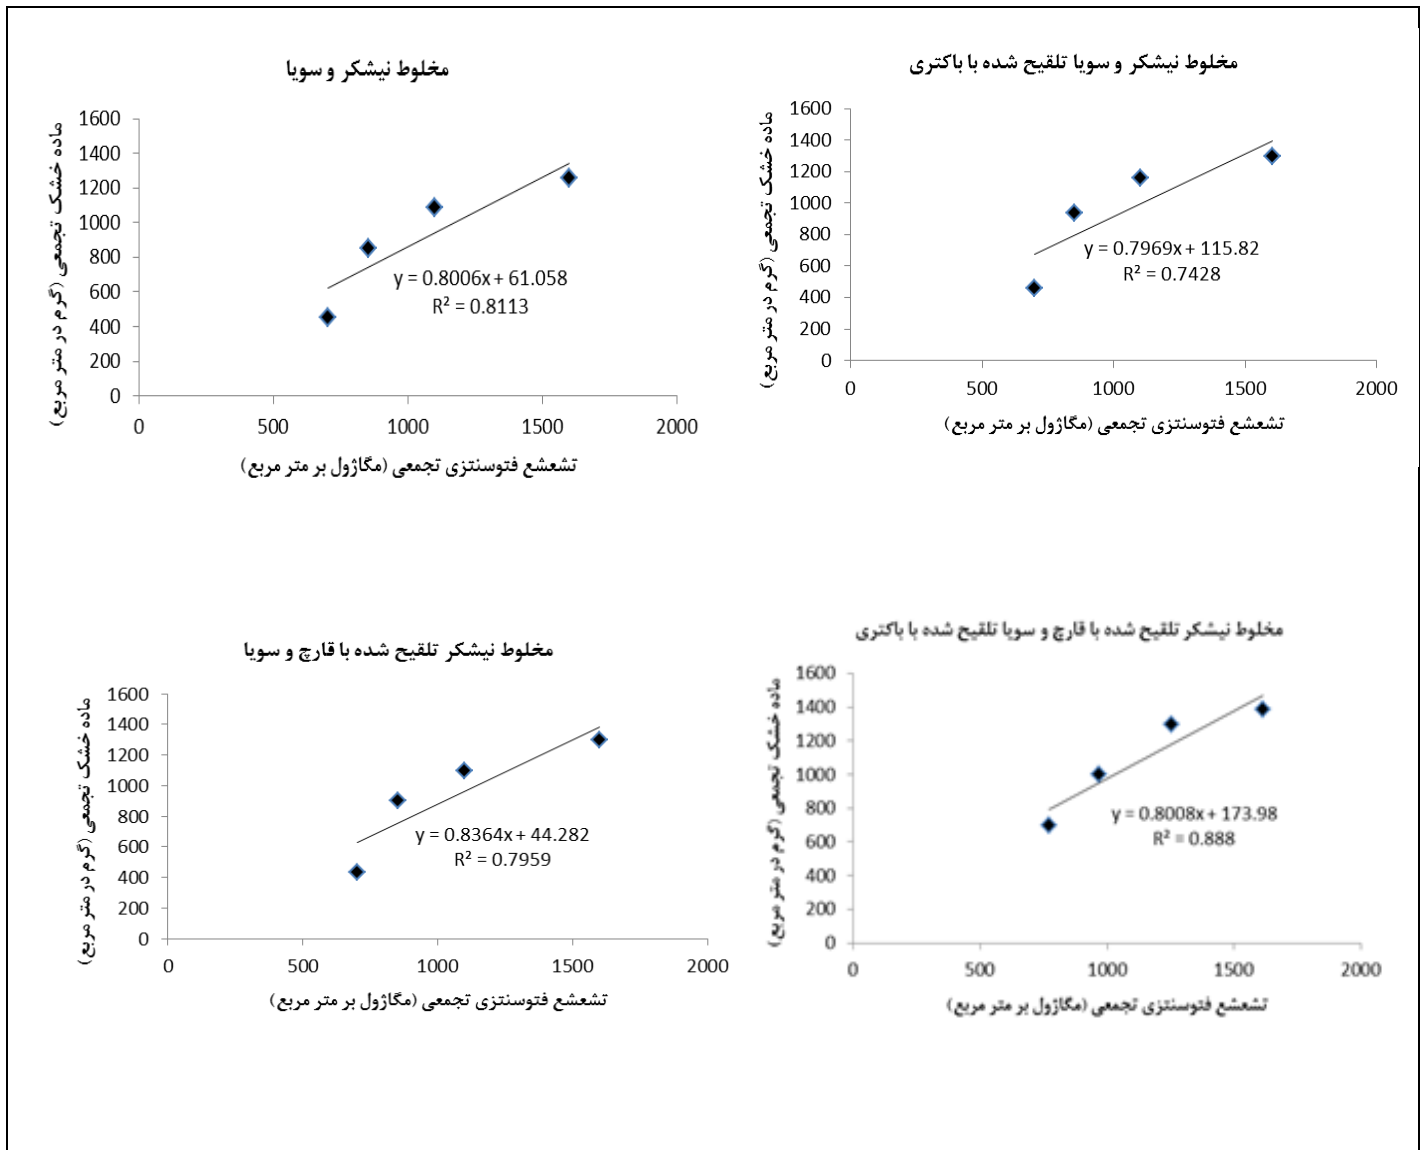 مخلوط نیشکر و سویا
ماده خشک تجمعی (گرم در متر مربع)
1600
1400
1200
1000
800
600
400
200
0
y = 0.8006x + 61.058
R² = 0.8113
0 500 1000 1500 2000
تشعشع فتوسنتزی تجمعی (مگاژول بر متر مربع)
مخلوط نیشکر و سویا تلقیح شده با باکتری
ماده خشک تجمعی (گرم در متر مربع)
1600
1400
1200
1000
800
600
400
200
0
y = 0.7969x + 115.82
R² = 0.7428
0 500 1000 1500 2000
تشعشع فتوسنتزی تجمعی (مگاژول بر متر مربع)
مخلوط نیشکر تلقیح شده با قارچ و سویا
ماده خشک تجمعی (گرم در متر مربع)
1600
1400
1200
1000
800
600
400
200
0
y = 0.8364x + 44.282
R² = 0.7959
0 500 1000 1500 2000
تشعشع فتوسنتزی تجمعی (مگاژول بر متر مربع)
مخلوط نیشکر تلقیح شده با قارچ و سویا تلقیح شده با باکتری
ماده خشک تجمعی (گرم در متر مربع)
1600
1400
1200
1000
800
600
400
200
0
y = 0.8008x + 173.98
R² = 0.888
0 500 1000 1500 2000
تشعشع فتوسنتزی تجمعی (مگاژول بر متر مربع)